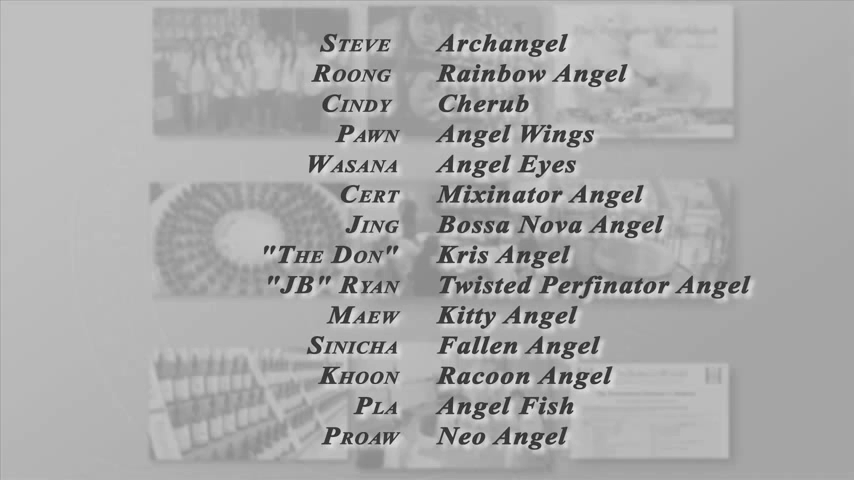 Steve Archangel
Roong Rainbow Angel
Cindy Cherub
Pawn Angel Wings
Wasana Angel Eyes
Cert Mixinator Angel
Jing Bossa Nova Angel
"The Don" Kris Angel
"JB" Ryan Twisted Perfinator Angel
Maew Kitty Angel
Sinicha Fallen Angel
Khoon Racoon Angel
Pla Angel Fish
Proaw Neo Angel